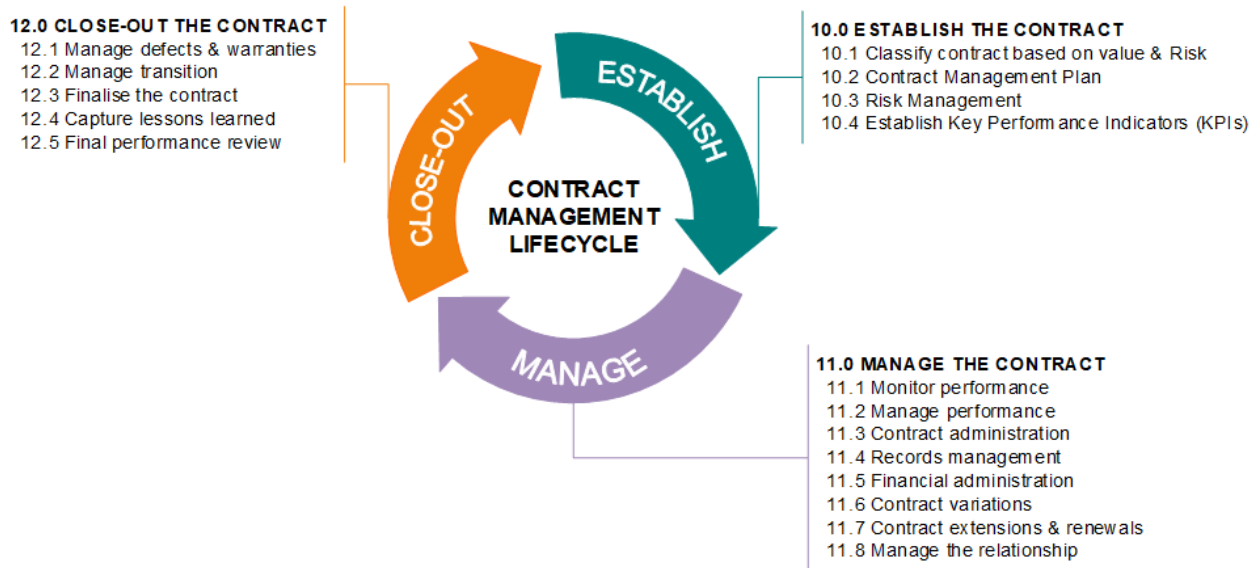 12.0 CLOSE-OUT THE CONTRACT
12.1 Manage defects & warranties
12.2 Manage transition
12.3 Finalise the contract
12.4 Capture lessons learned
12.5 Final performance review
10.0 ESTABLISH THE CONTRACT
10.1 Classify contract based on value & Risk
10.2 Contract Management Plan
10.3 Risk Management
10.4 Establish Key Performance Indicators (KPIs)
ESTABLISH
CLOSE-OUT
CONTRACT
MANAGEMENT
LIFECYCLE
MANAGE
11.0 MANAGE THE CONTRACT
11.1 Monitor performance
11.2 Manage performance
11.3 Contract administration
11.4 Records management
11.5 Financial administration
11.6 Contract variations
11.7 Contract extensions & renewals
11.8 Manage the relationship